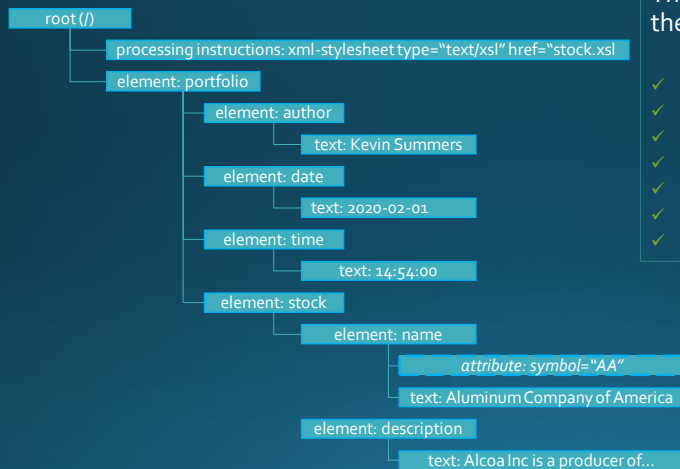 root(/)
the
processing instructions: xml-stylesheet type="text/xsl" href="stock.xsl
element: portfolio
element: author
text: Kevin Summers
element: date
text: 2020-02-01
element: time
text: 14:54:00
element: stock
element: name
attribute: symbol="AA"
text: Aluminum Company of America
element: description
text: Alcoa Inc is a producer of...